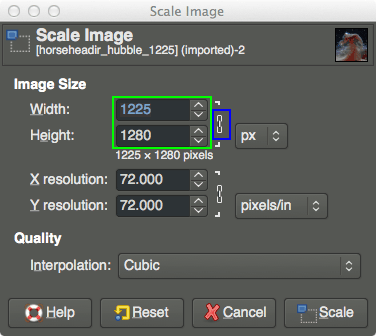 Scale Image
Scale Image
[horseheadir_hubble_1225] (imported)-2
Image Size
Width: 1225
Height: 1280 px
1225 × 1280 pixels
X resolution: 72.000
Y resolution: 72.000 pixels/in
Quality
Interpolation: Cubic
Help Reset Cancel Scale